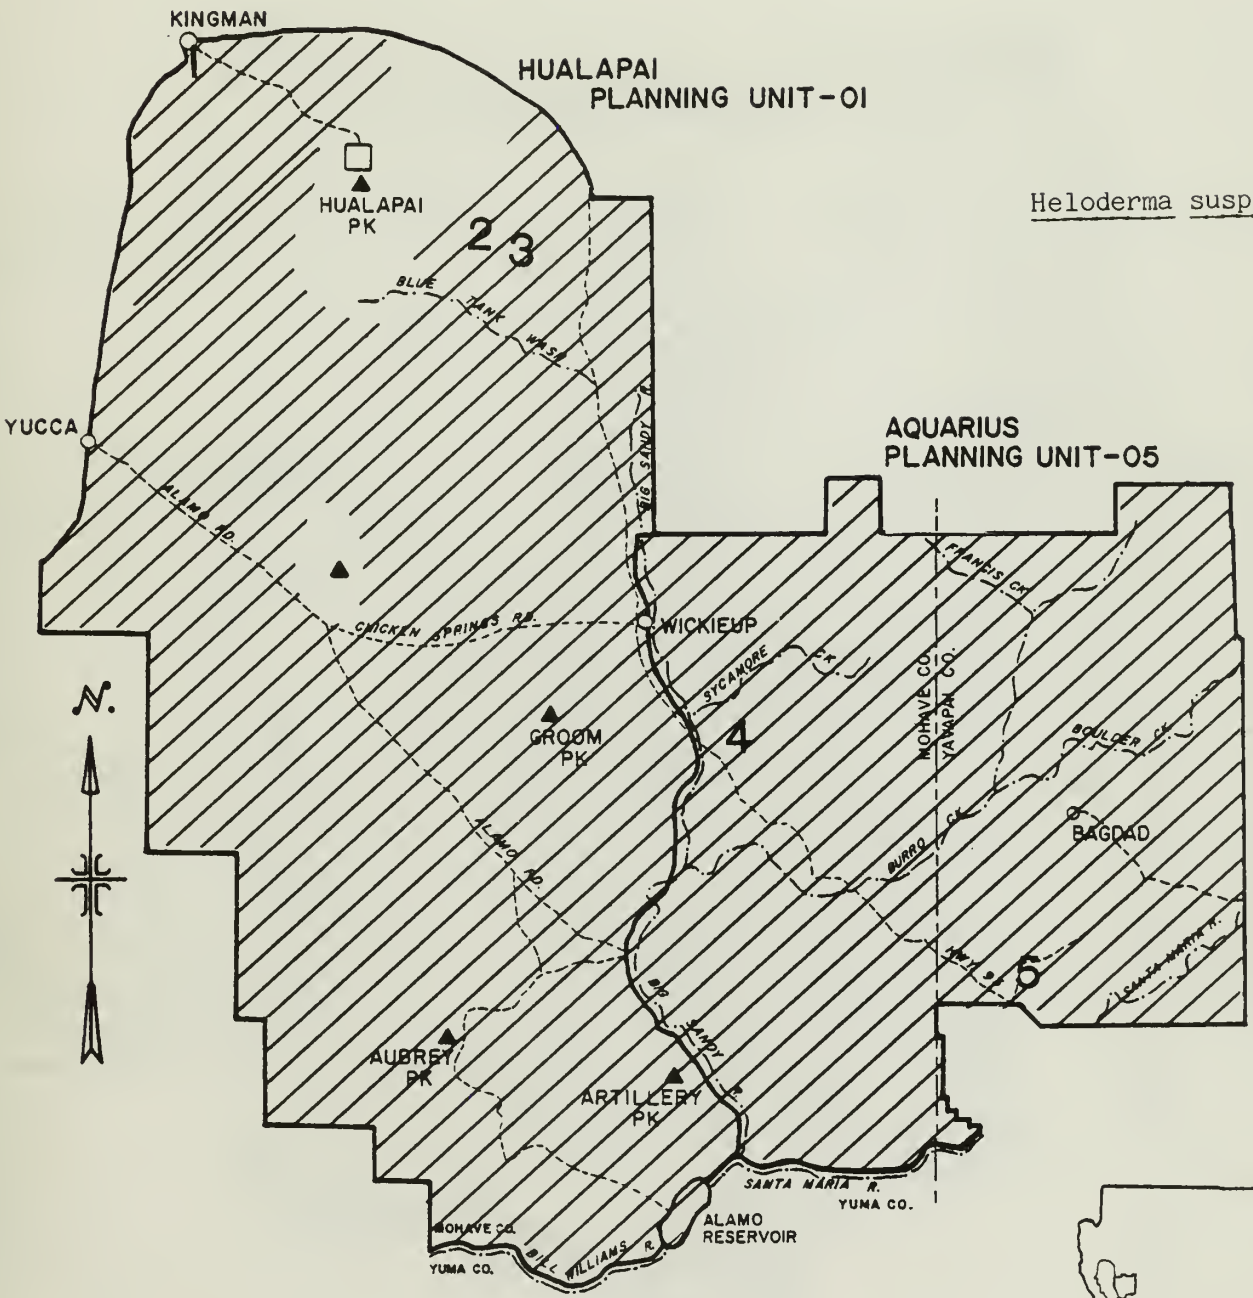 KINGMAN
1
HUALAPAI
PLANNING UNIT-01
HUALAPAI
PK
Heloderma susp
2 3
BLUE TANK WASH
BIG SANDY R.
YUCCA
AQUARIUS
PLANNING UNIT-05
ALAMO RD.
FRANCIS CK
CHICKEN SPRINGS RD.
WICKIEUP
SYCAMORE CK
MOHAVE CO.
YAVAPAI CO.
N.
GROOM
PK
4
BOULDER CK
BAGDAD
BURRO CK
ALAMO RD.
HWY 93
5
SANTA MARIA R.
BIG SANDY R.
AUBREY
PK
ARTILLERY
PK
SANTA MARIA R.
YUMA CO.
ALAMO
RESERVOIR
MOHAVE CO.
BILL WILLIAMS R.
YUMA CO.